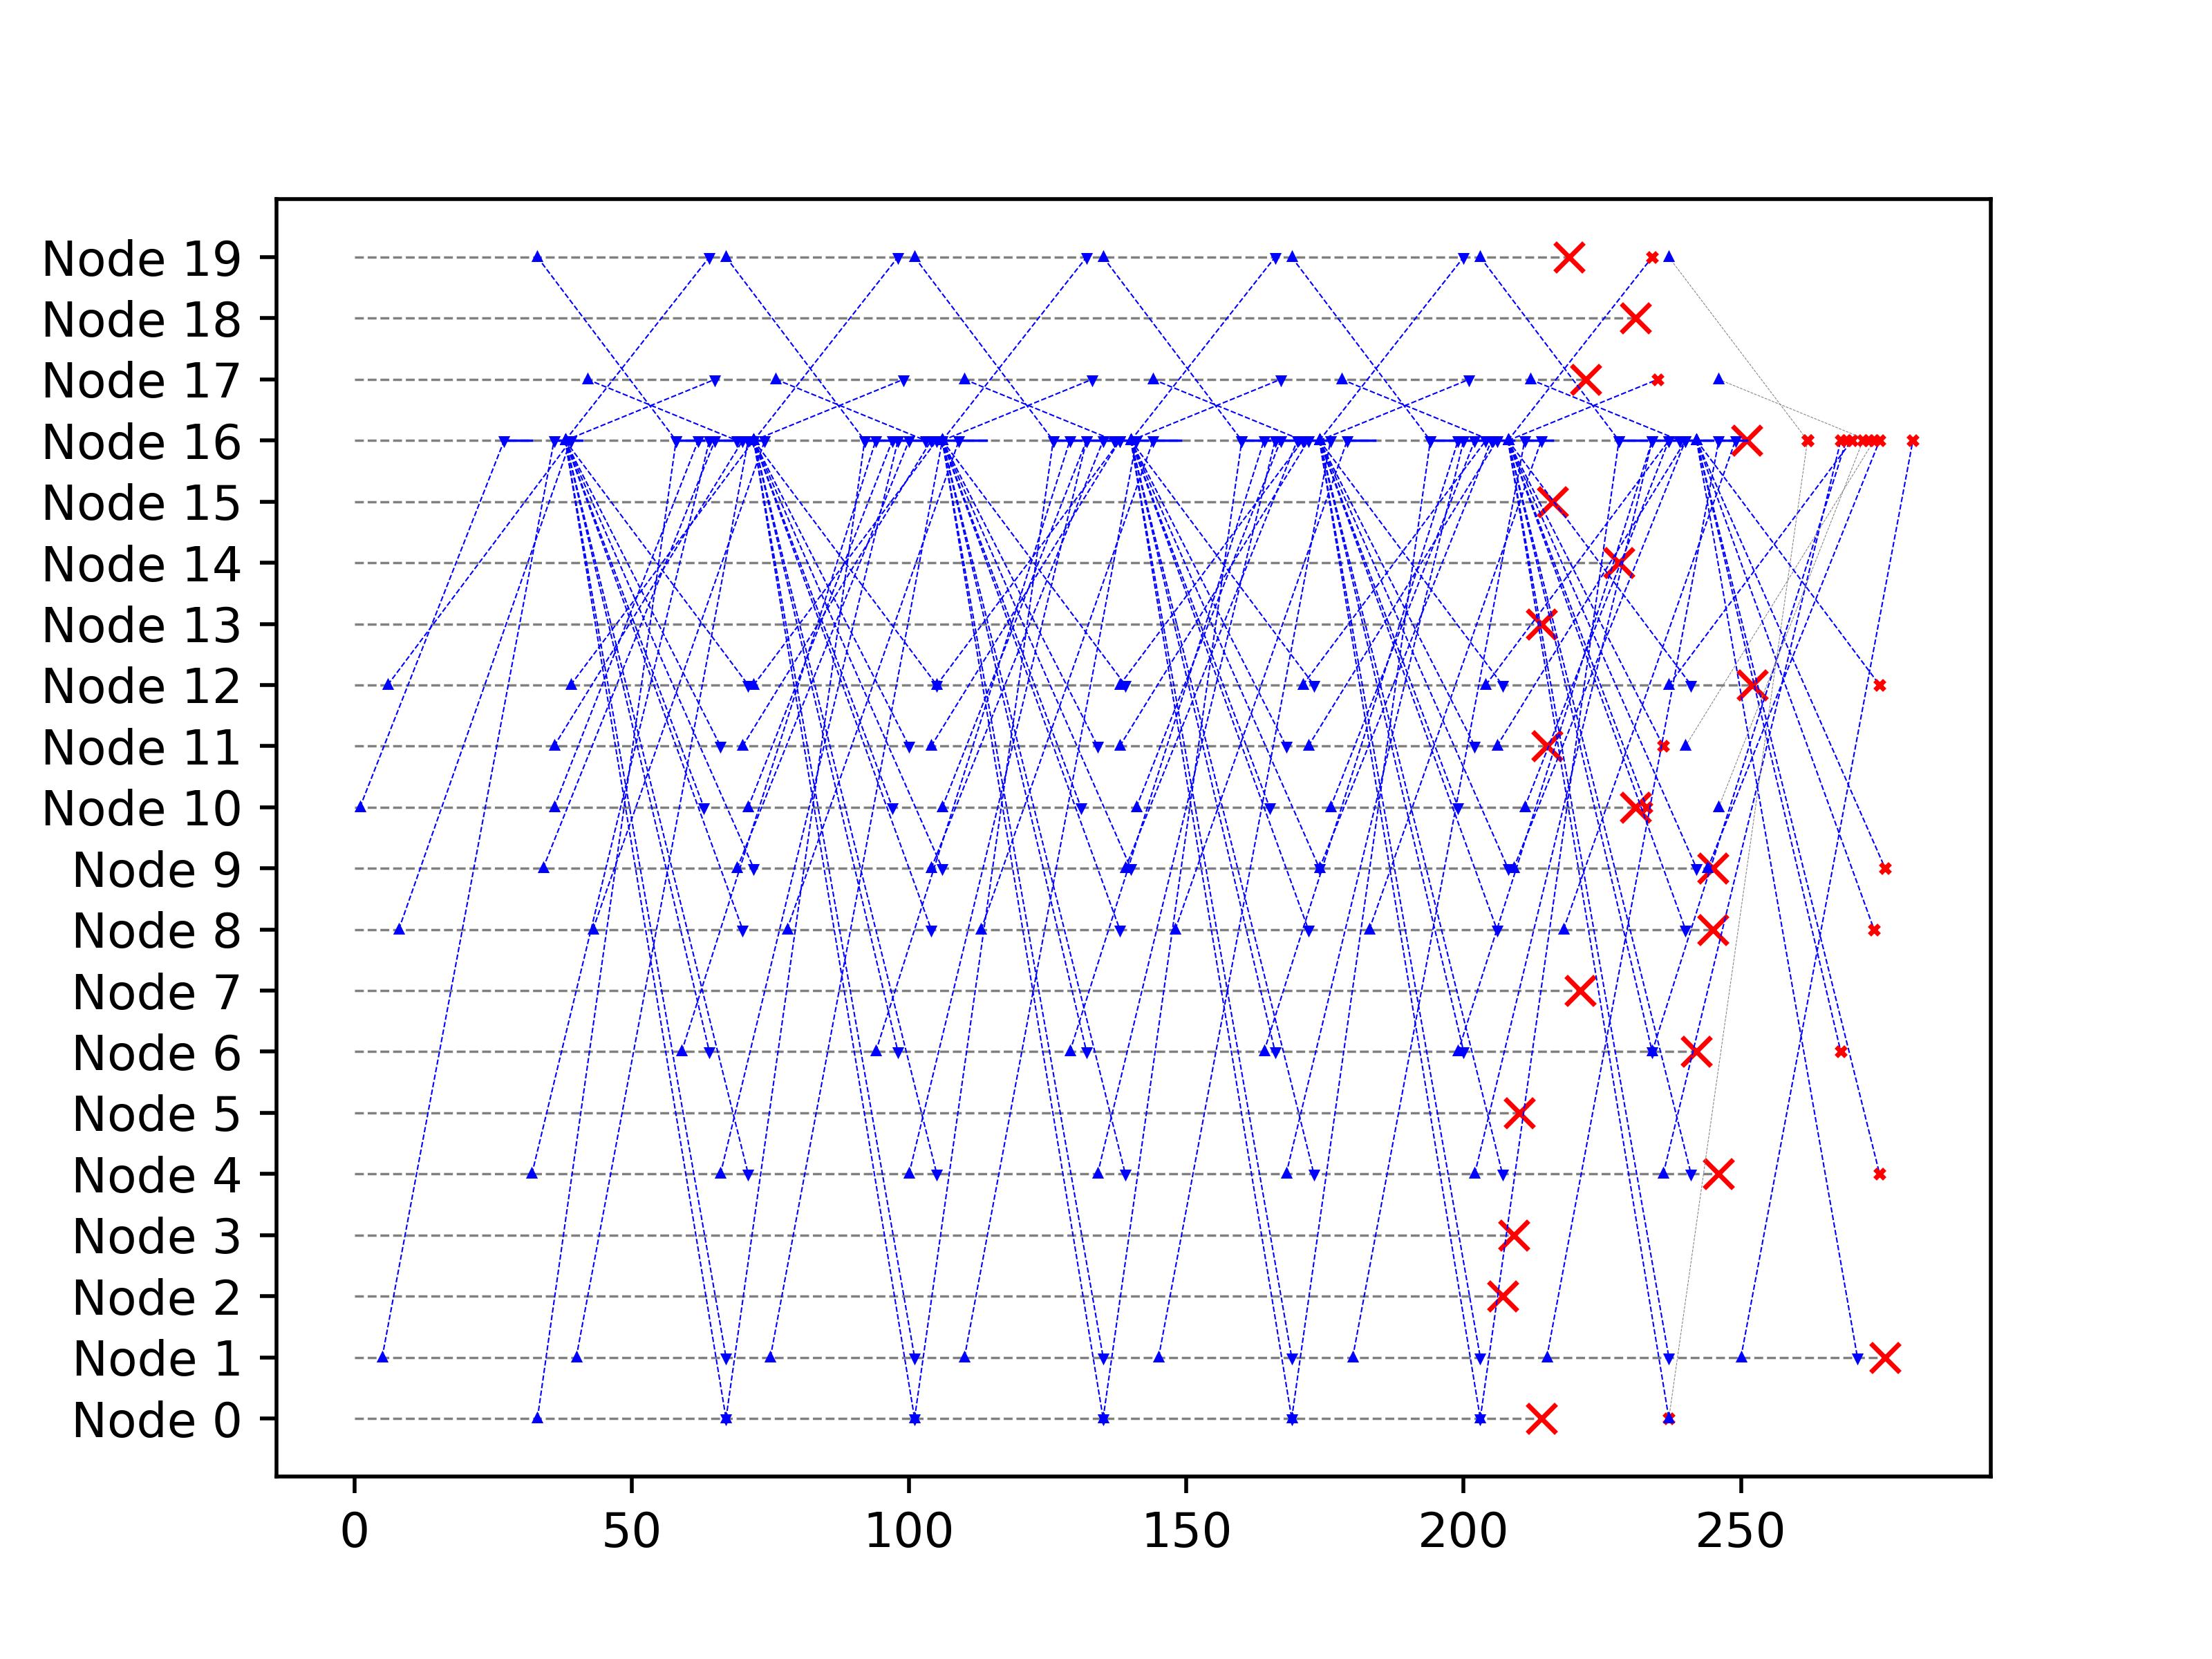 Node 19
Node 18
Node 17
Node 16
Node 15
Node 14
Node 13
Node 12
Node 11
Node 10
Node 9
Node 8
Node 7
Node 6
Node 5
Node 4
Node 3
Node 2
Node 1
Node 0
0 50 100 150 200 250